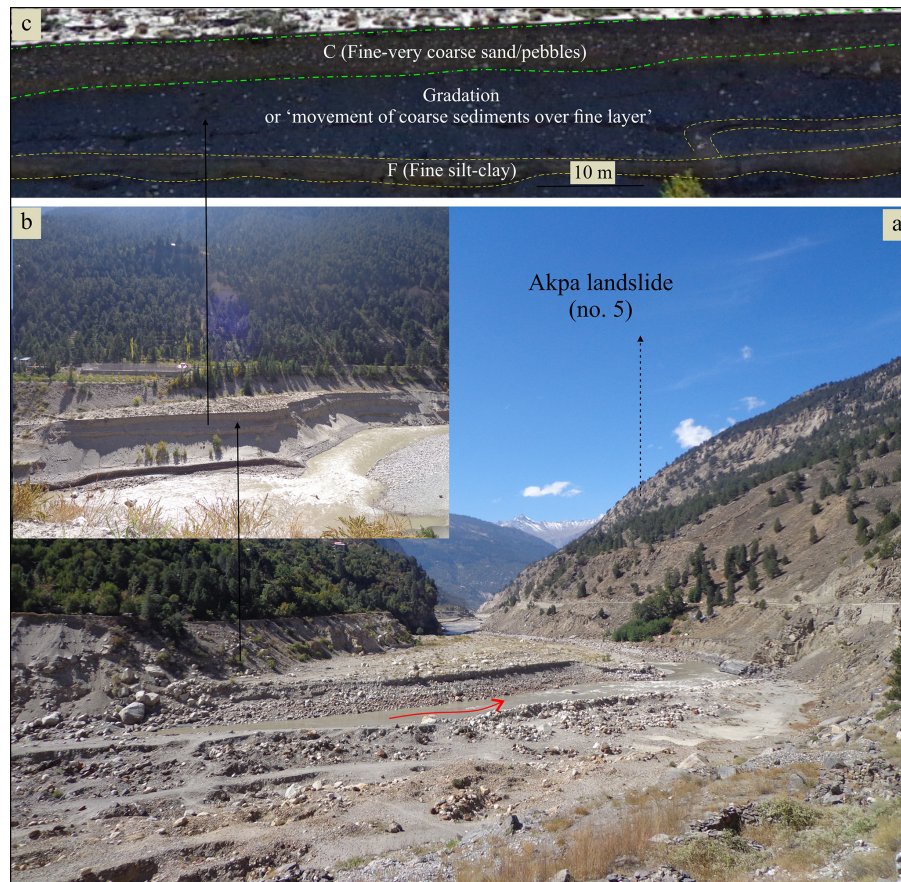 c
C (Fine-very coarse sand/pebbles)
Gradation
or ‘movement of coarse sediments over fine layer’
F (Fine silt-clay)
10 m
b
a
Akpa landslide
(no. 5)